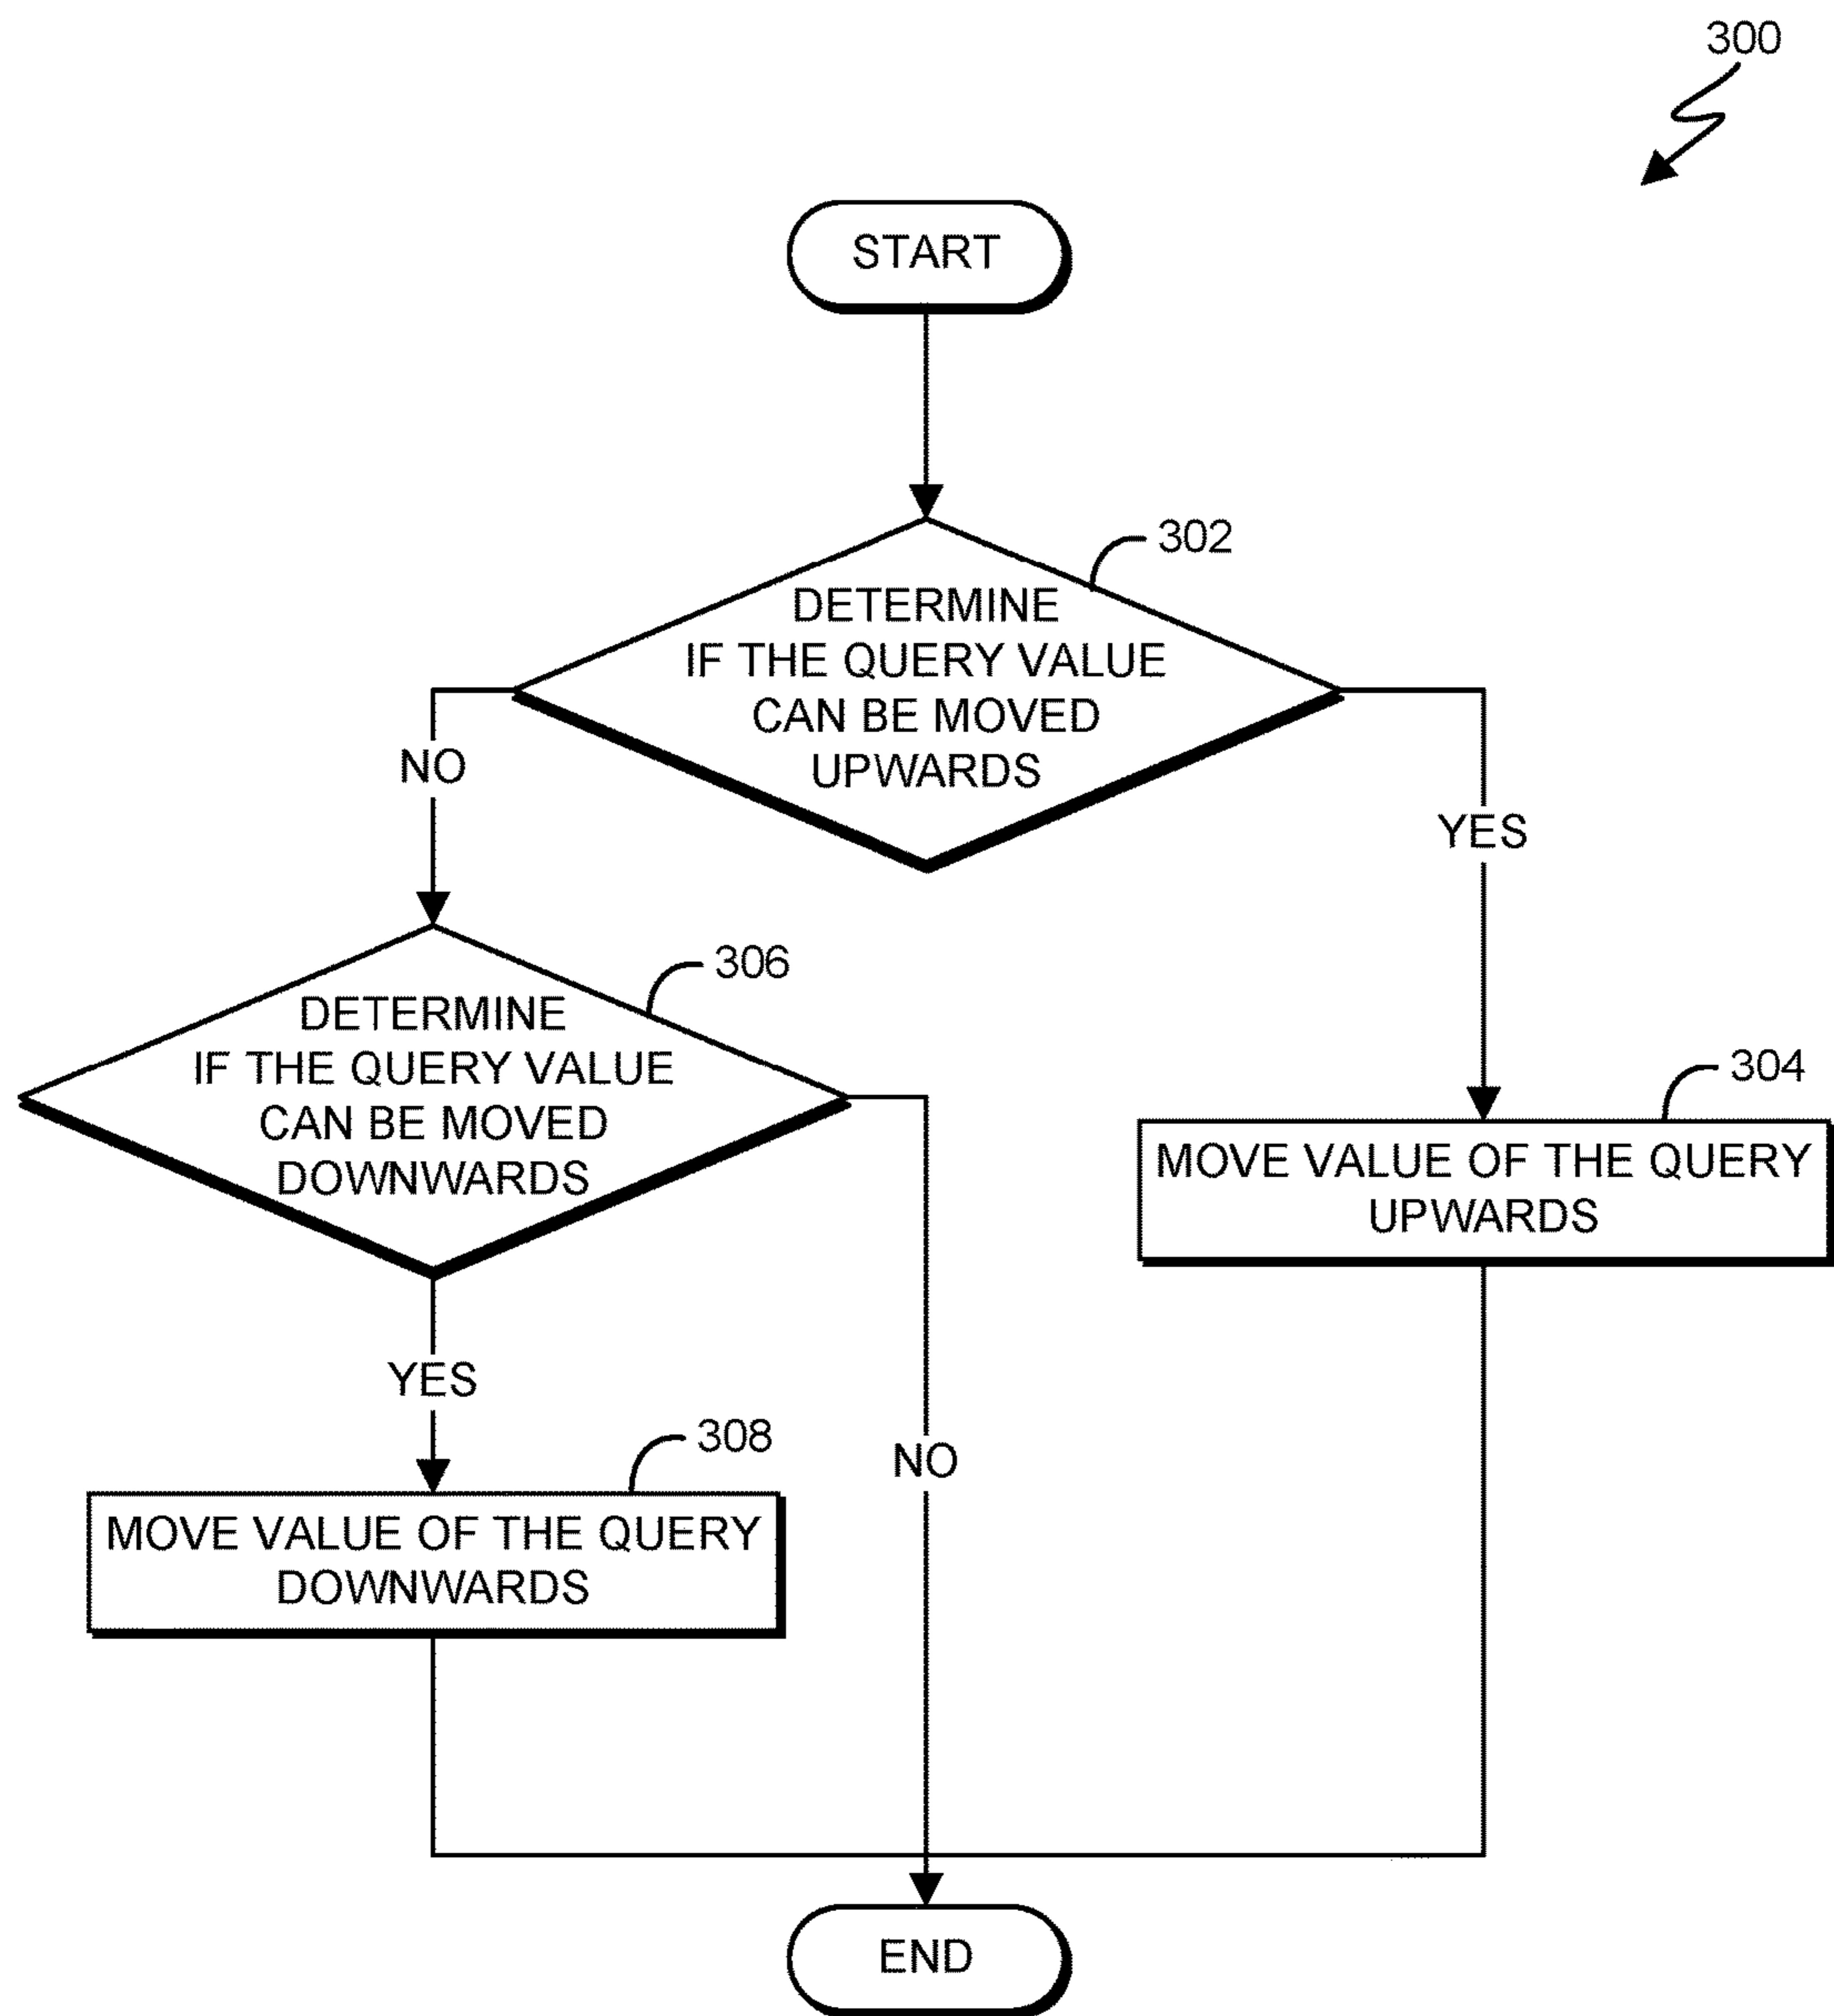 300
START
302
DETERMINE
IF THE QUERY VALUE
CAN BE MOVED
UPWARDS
NO
YES
306
DETERMINE
IF THE QUERY VALUE
CAN BE MOVED
DOWNWARDS
304
MOVE VALUE OF THE QUERY
UPWARDS
YES
308
NO
MOVE VALUE OF THE QUERY
DOWNWARDS
END